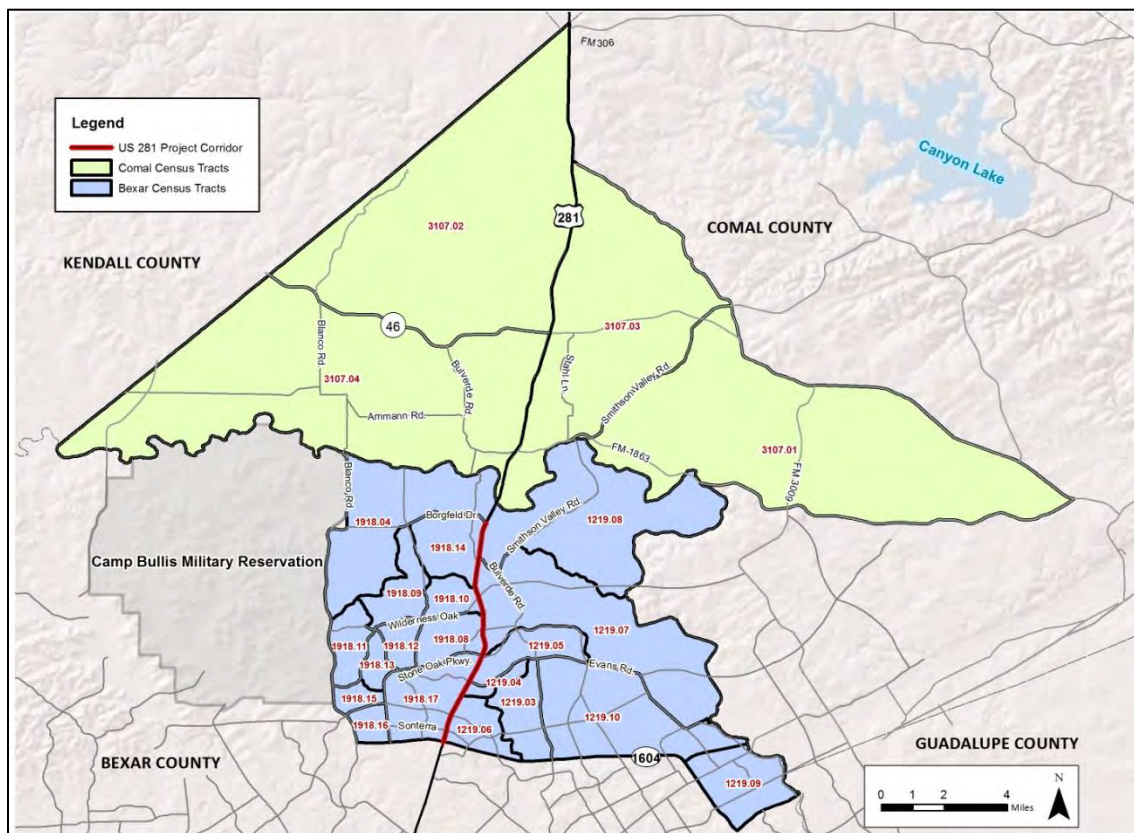 FM 306
Legend
US 281 Project Corridor
Comal Census Tracts
Bexar Census Tracts
Canyon Lake
281
3107.02
COMAL COUNTY
KENDALL COUNTY
46
Blanco Rd.
3107.03
Bulverde Rd.
Stahl Ln.
3107.04
Smithson Valley Rd.
Ammann Rd.
FM 1863
3107.01
FM 3009
Blanco Rd.
Borgfeld Dr.
1918.04
Smithson Valley Rd.
1219.08
1918.14
Camp Bullis Military Reservation
Bulverde Rd.
1918.09
1918.10
Wilderness Oak
1219.07
1918.11
1918.12
1918.08
1219.05
1918.13
Stone Oak Pkwy.
Evans Rd.
1219.04
1918.15
1918.17
1219.03
1219.10
1918.16
Sonterra
1219.06
GUADALUPE COUNTY
BEXAR COUNTY
1604
1219.09
N
0 1 2 4
Miles